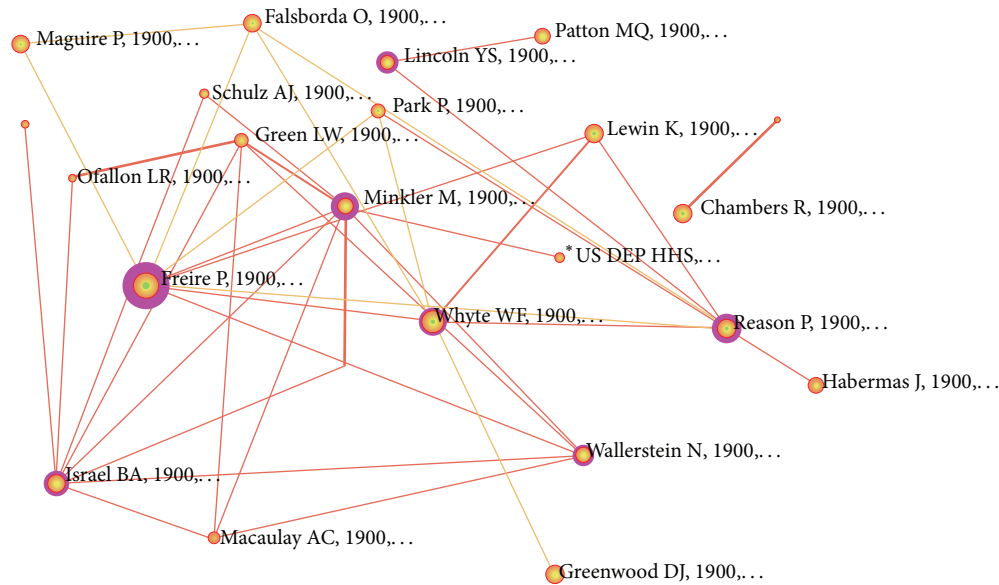 Falsborda O, 1900,...
Maguire P, 1900,...
Patton MQ, 1900,...
Lincoln YS, 1900,...
Schulz AJ, 1900,...
Park P, 1900,...
Green LW, 1900,...
Lewin K, 1900,...
Ofallon LR, 1900,...
Minkler M, 1900,...
Chambers R, 1900,...
*US DEP HHS,...
Freire P, 1900,...
Whyte WF, 1900,...
Reason P, 1900,...
Habermas J, 1900,...
Wallerstein N, 1900,...
Israel BA, 1900,...
Macaulay AC, 1900,...
Greenwood DJ, 1900,...